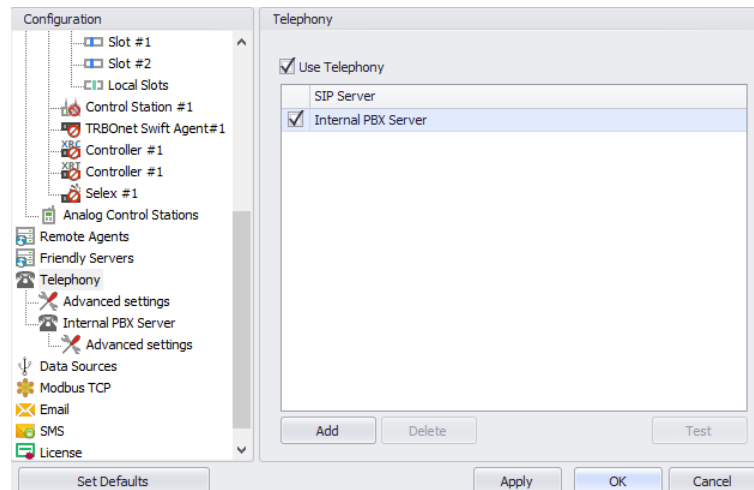 Configuration
Slot #1
Slot #2
Local Slots
Control Station #1
TRBOnet Swift Agent#1
XRC
Controller #1
XRT
Controller #1
Selex #1
Analog Control Stations
Remote Agents
Friendly Servers
Telephony
Advanced settings
Internal PBX Server
Advanced settings
Data Sources
Modbus TCP
Email
SMS
License
Set Defaults
Telephony
Use Telephony
SIP Server
Internal PBX Server
Add Delete Test
Apply OK Cancel